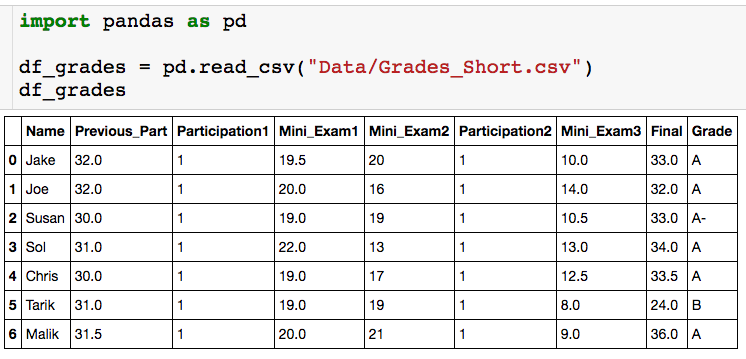 import pandas as pd
df_grades = pd.read_csv("Data/Grades_Short.csv")
df_grades
Name Previous_Part Participation1 Mini_Exam1 Mini_Exam2 Participation2 Mini_Exam3 Final Grade
0 Jake 32.0 1 19.5 20 1 10.0 33.0 A
1 Joe 32.0 1 20.0 16 1 14.0 32.0 A
2 Susan 30.0 1 19.0 19 1 10.5 33.0 A-
3 Sol 31.0 1 22.0 13 1 13.0 34.0 A
4 Chris 30.0 1 19.0 17 1 12.5 33.5 A
5 Tarik 31.0 1 19.0 19 1 8.0 24.0 B
6 Malik 31.5 1 20.0 21 1 9.0 36.0 A